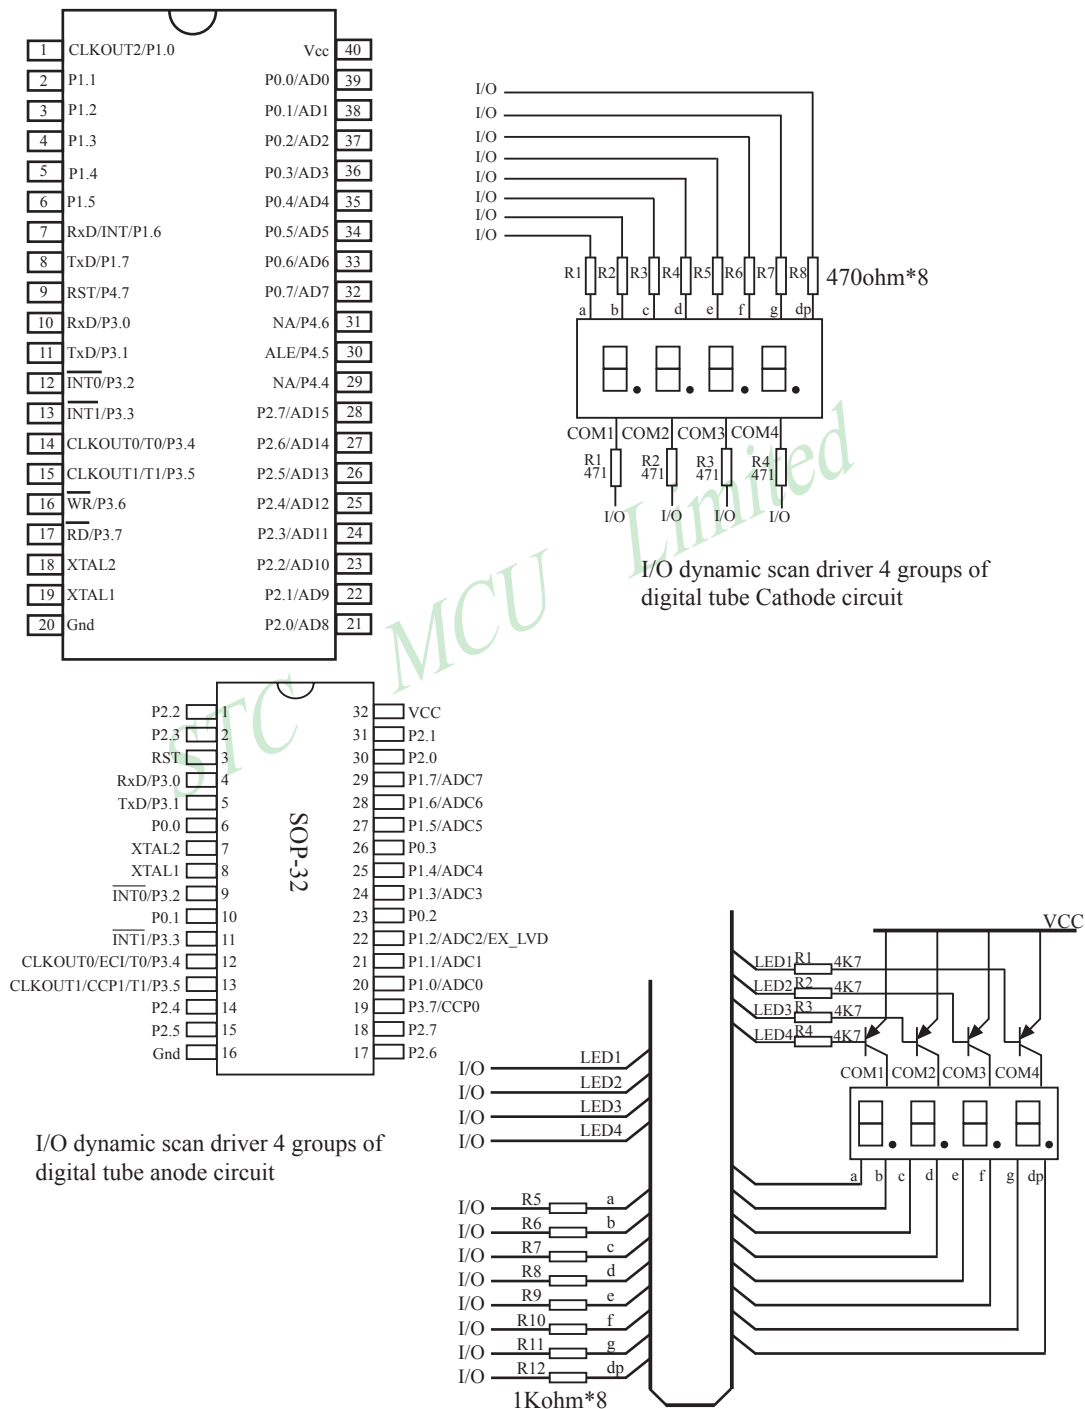 1 CLKOUT2/P1.0 Vcc 40
2 P1.1 P0.0/AD0 39
3 P1.2 P0.1/AD1 38
4 P1.3 P0.2/AD2 37
5 P1.4 P0.3/AD3 36
6 P1.5 P0.4/AD4 35
7 RxD/INT/P1.6 P0.5/AD5 34
8 TxD/P1.7 P0.6/AD6 33
9 RST/P4.7 P0.7/AD7 32
10 RxD/P3.0 NA/P4.6 31
11 TxD/P3.1 ALE/P4.5 30
12 INT0/P3.2 NA/P4.4 29
13 INT1/P3.3 P2.7/AD15 28
14 CLKOUT0/T0/P3.4 P2.6/AD14 27
15 CLKOUT1/T1/P3.5 P2.5/AD13 26
16 WR/P3.6 P2.4/AD12 25
17 RD/P3.7 P2.3/AD11 24
18 XTAL2 P2.2/AD10 23
19 XTAL1 P2.1/AD9 22
20 Gnd P2.0/AD8 21
I/O
I/O
I/O
I/O
I/O
I/O
I/O
I/O
R1 R2 R3 R4 R5 R6 R7 R8 470ohm*8
a b c d e f g dp
COM1 COM2 COM3 COM4
R1 R2 R3 R4
471 471 471 471
I/O I/O I/O I/O
I/O dynamic scan driver 4 groups of
digital tube Cathode circuit
STC MCU Limited
P2.2 1 32 VCC
P2.3 2 31 P2.1
RST 3 30 P2.0
RxD/P3.0 4 29 P1.7/ADC7
TxD/P3.1 5 28 P1.6/ADC6
P0.0 6 27 P1.5/ADC5
XTAL2 7 26 P0.3
XTAL1 8 25 P1.4/ADC4
INT0/P3.2 9 24 P1.3/ADC3
P0.1 10 23 P0.2
INT1/P3.3 11 22 P1.2/ADC2/EX_LVD
CLKOUT0/ECI/T0/P3.4 12 21 P1.1/ADC1
CLKOUT1/CCP1/T1/P3.5 13 20 P1.0/ADC0
P2.4 14 19 P3.7/CCP0
P2.5 15 18 P2.7
Gnd 16 17 P2.6
SOP-32
I/O dynamic scan driver 4 groups of
digital tube anode circuit
I/O LED1
I/O LED2
I/O LED3
I/O LED4
I/O R5 a
I/O R6 b
I/O R7 c
I/O R8 d
I/O R9 e
I/O R10 f
I/O R11 g
I/O R12 dp
1Kohm*8
VCC
LED1 R1 4K7
LED2 R2 4K7
LED3 R3 4K7
LED4 R4 4K7
COM1 COM2 COM3 COM4
a b c d e f g dp